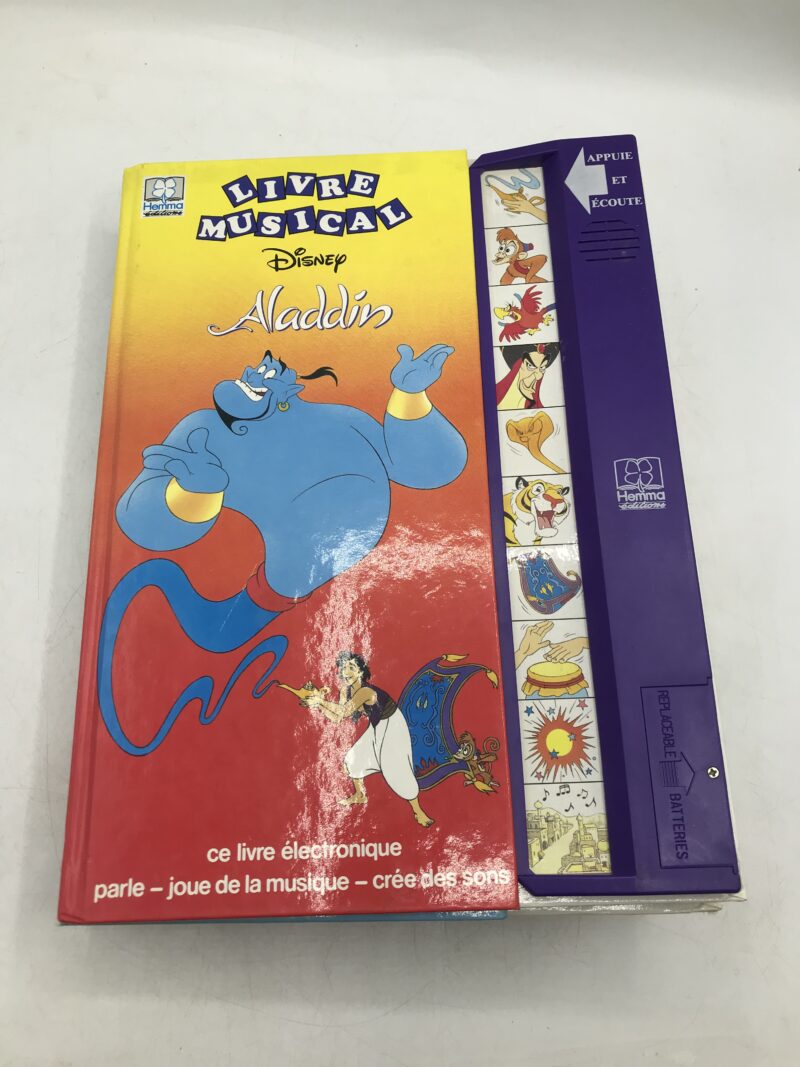 Hemma
éditions
LIVRE
MUSICAL
Disney
Aladdin
ce livre électronique
parle – joue de la musique – crée des sons
APPUIE
ET
ÉCOUTE
Hemma
éditions
REPLACEABLE
BATTERIES